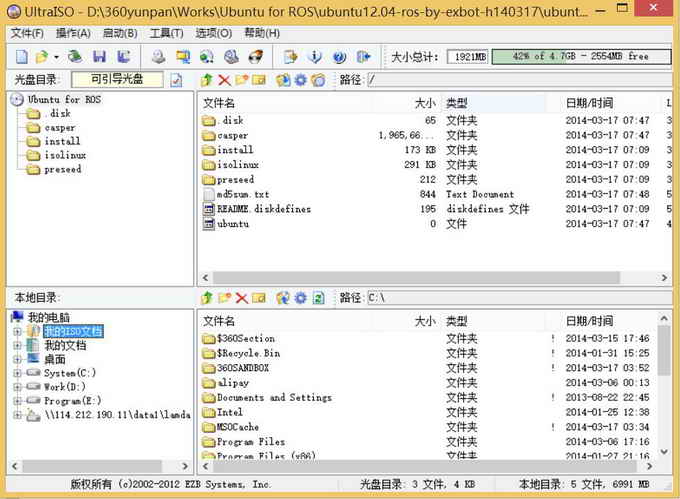 UltraISO - D:\360yunpan\Works\Ubuntu for ROS\ubuntu12.04-ros-by-exbot-h140317\ubunt...
文件(F) 操作(A) 启动(B) 工具(T) 选项(O) 帮助(H)
大小总计: 1921MB 42% of 4.7GB - 2554MB free
光盘目录: 可引导光盘 路径: /
Ubuntu for ROS
.disk
casper
install
isolinux
preseed
文件名 大小 类型 日期/时间 L
.disk 65 文件夹 2014-03-17 07:47 3
casper 1,965,66... 文件夹 2014-03-17 07:47 3
install 173 KB 文件夹 2014-03-17 07:09 3
isolinux 291 KB 文件夹 2014-03-17 07:09 3
preseed 212 文件夹 2014-03-17 07:09 3
md5sum.txt 844 Text Document 2014-03-17 07:48 5
README.diskdefines 195 diskdefines 文件 2014-03-17 07:09 5
ubuntu 0 文件 2014-03-17 07:47 4
本地目录: 路径: C:\
我的电脑
我的ISO文档
我的文档
桌面
System(C:)
Work(D:)
Program(E:)
\\114.212.190.11\data1\lamda
文件名 大小 类型 日期/时间
$360Section 文件夹 ! 2014-03-15 17:46
$Recycle.Bin 文件夹 ! 2014-01-31 15:25
360SANDBOX 文件夹 ! 2014-03-17 03:52
alipay 文件夹 2014-03-06 00:13
Documents and Settings 文件夹 ! 2013-08-22 22:45
Intel 文件夹 2014-01-25 12:38
MSOCache 文件夹 ! 2014-03-17 03:34
Program Files 文件夹 2014-03-06 17:16
Program Files (x86) 文件夹 2014-01-27 21:16
版权所有 (c)2002-2012 EZB Systems, Inc. 光盘目录: 3 文件, 4 KB 本地目录: 5 文件, 6991 MB